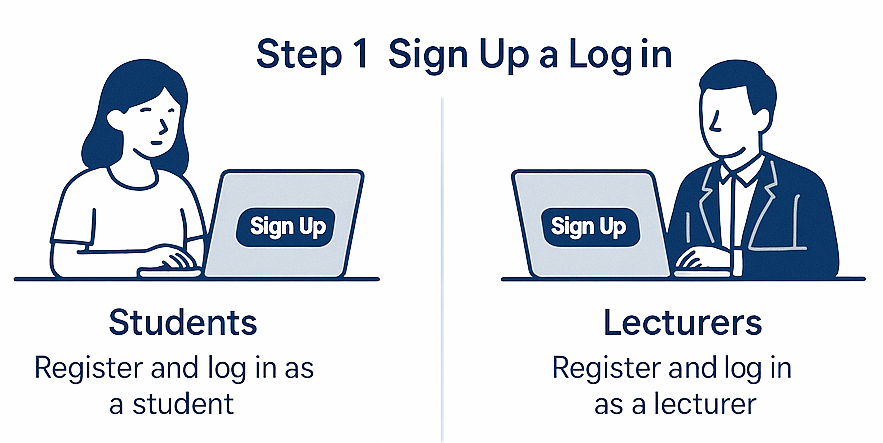 Step 1 Sign Up a Log in
Sign Up
Sign Up
Students
Register and log in as
a student
Lecturers
Register and log in
as a lecturer